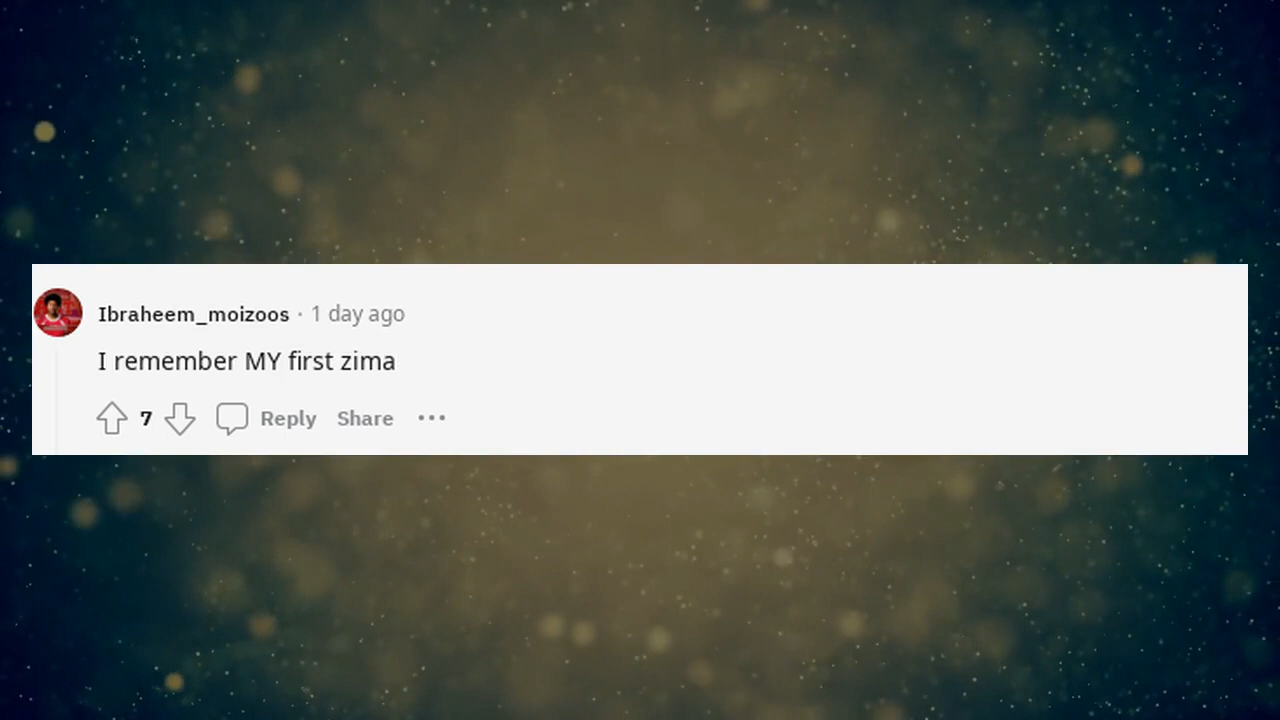 Ibraheem_moizoos · 1 day ago
I remember MY first zima
7 Reply Share ···